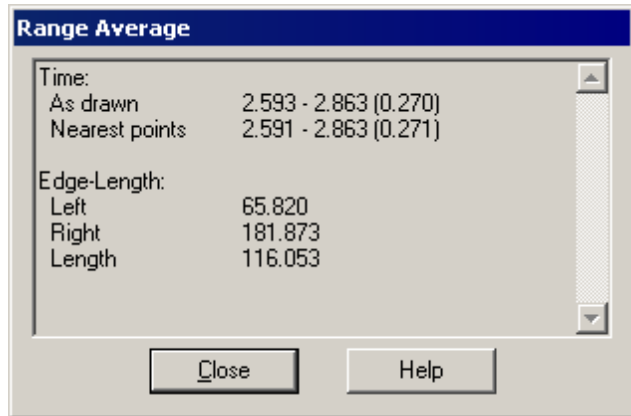 Range Average
Time:
As drawn 2.593 - 2.863 (0.270)
Nearest points 2.591 - 2.863 (0.271)
Edge-Length:
Left 65.820
Right 181.873
Length 116.053
Close Help